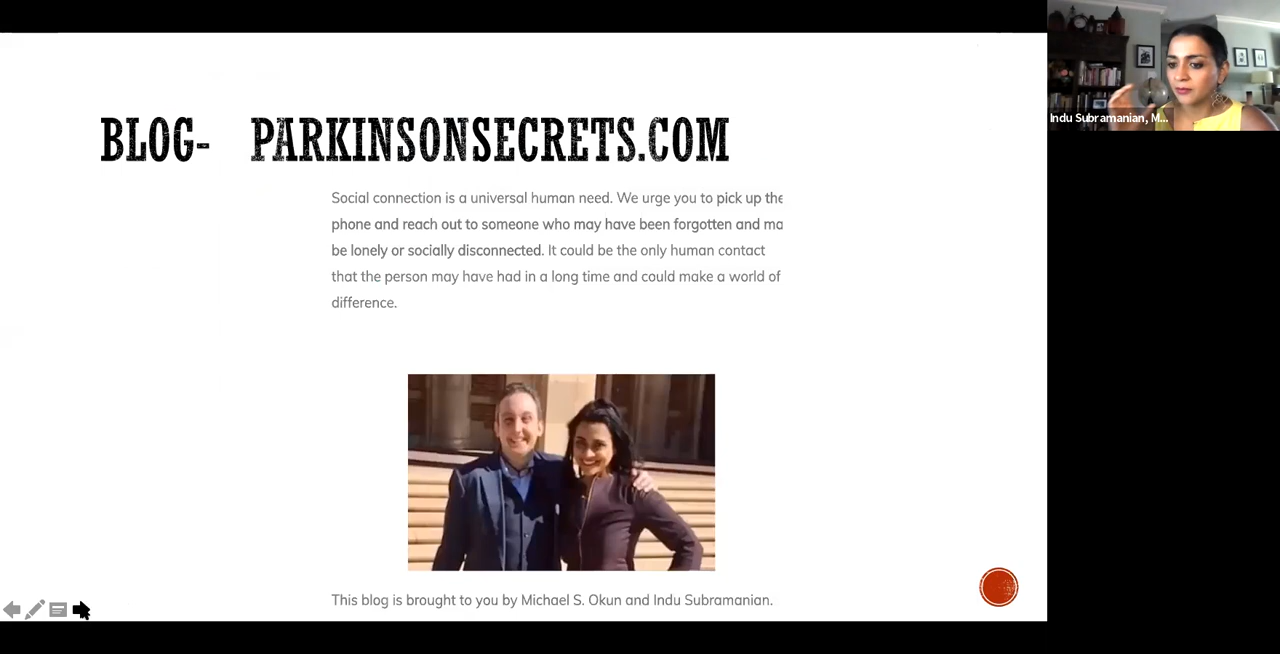 BLOG- PARKINSONSECRETS.COM
Social connection is a universal human need. We urge you to pick up the
phone and reach out to someone who may have been forgotten and ma
be lonely or socially disconnected. It could be the only human contact
that the person may have had in a long time and could make a world of
difference.
This blog is brought to you by Michael S. Okun and Indu Subramanian.
Indu Subramanian, M...